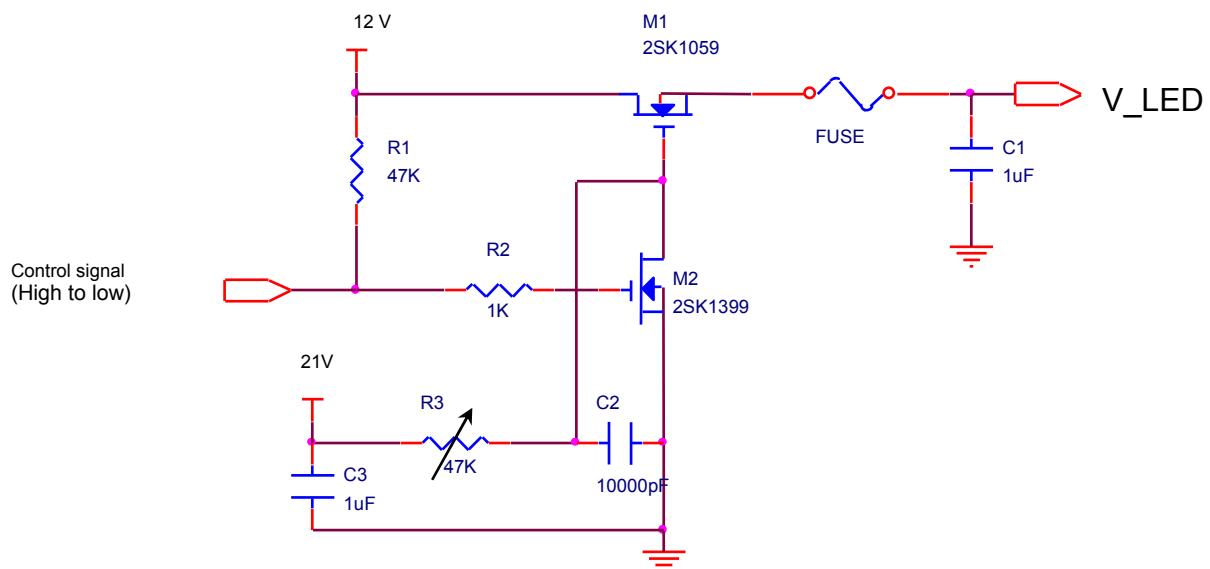 12 V
M1
2SK1059
V_LED
FUSE
R1
47K
C1
1uF
R2
1K
Control signal
(High to low)
M2
2SK1399
21V
R3
47K
C2
10000pF
C3
1uF